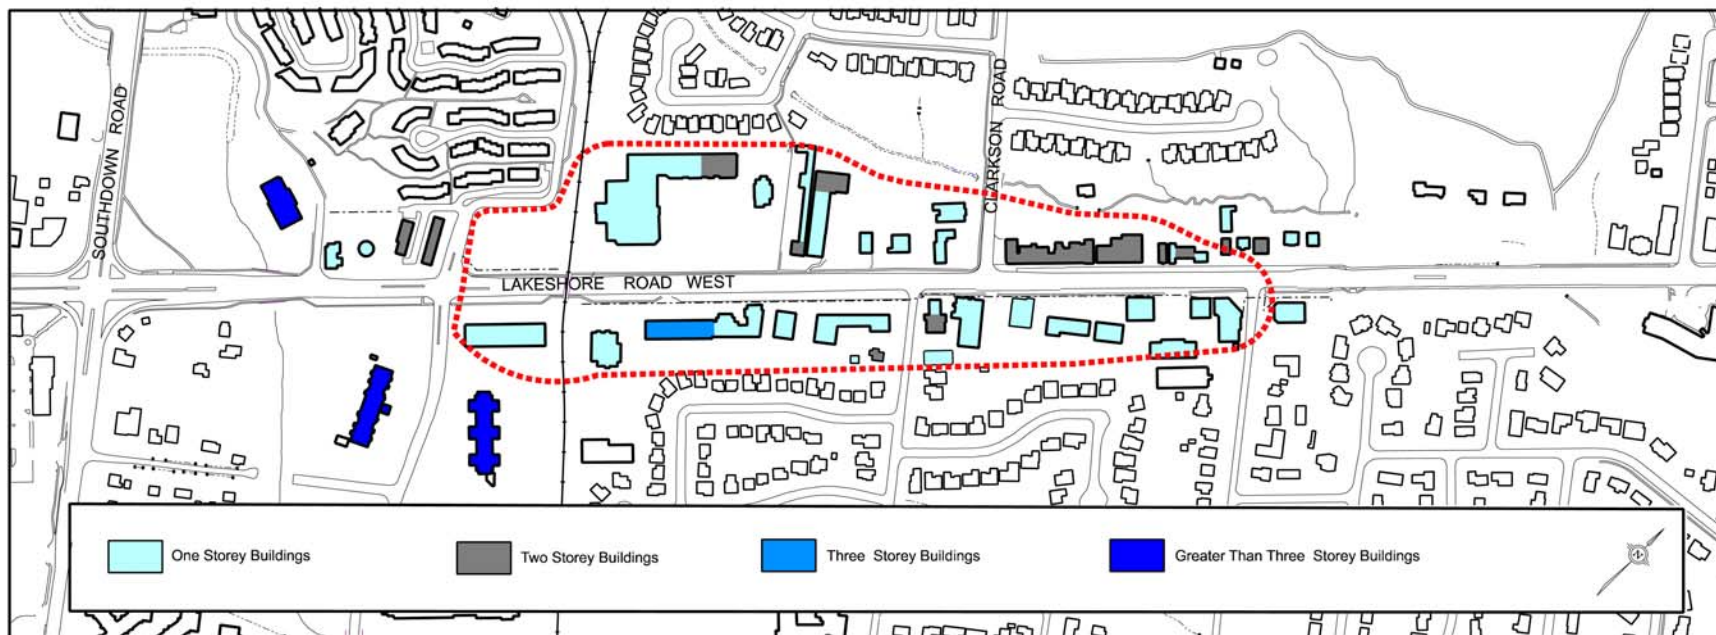 SOUTHDOWN ROAD
CLARKSON ROAD
LAKESHORE ROAD WEST
One Storey Buildings
Two Storey Buildings
Three Storey Buildings
Greater Than Three Storey Buildings